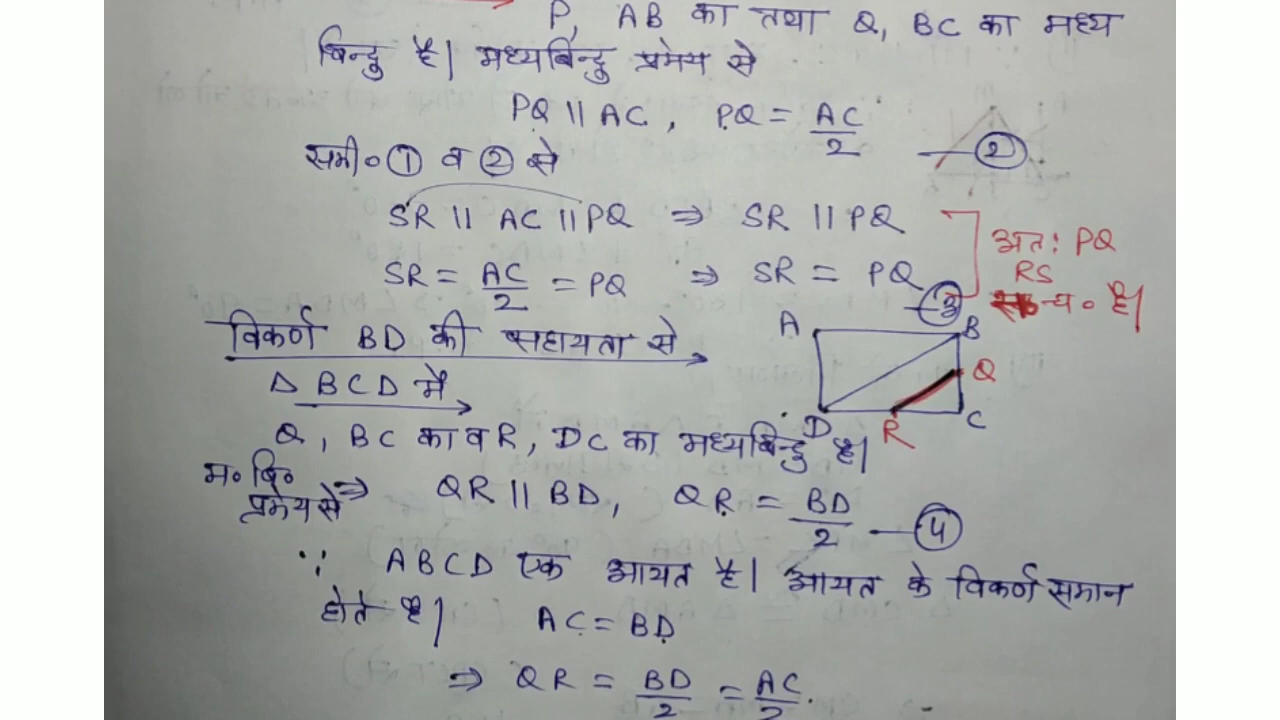 P, AB का तथा Q, BC का मध्य
बिन्दु है| मध्यबिन्दु प्रमेय से
PQ || AC, PQ = AC/2 — ②
समी० ① व ② से
SR || AC || PQ ⇒ SR || PQ
SR = AC/2 = PQ ⇒ SR = PQ — ③
अतः PQ
RS
च० है|
विकर्ण BD की सहायता से
A
B
Q
C
D
R
Δ BCD में
Q, BC का व R, DC का मध्यबिन्दु है|
म० बि०
प्रमेय से ⇒ QR || BD, QR = BD/2 — ④
∵ ABCD एक आयत है| आयत के विकर्ण समान
होते है| AC = BD
⇒ QR = BD/2 = AC/2